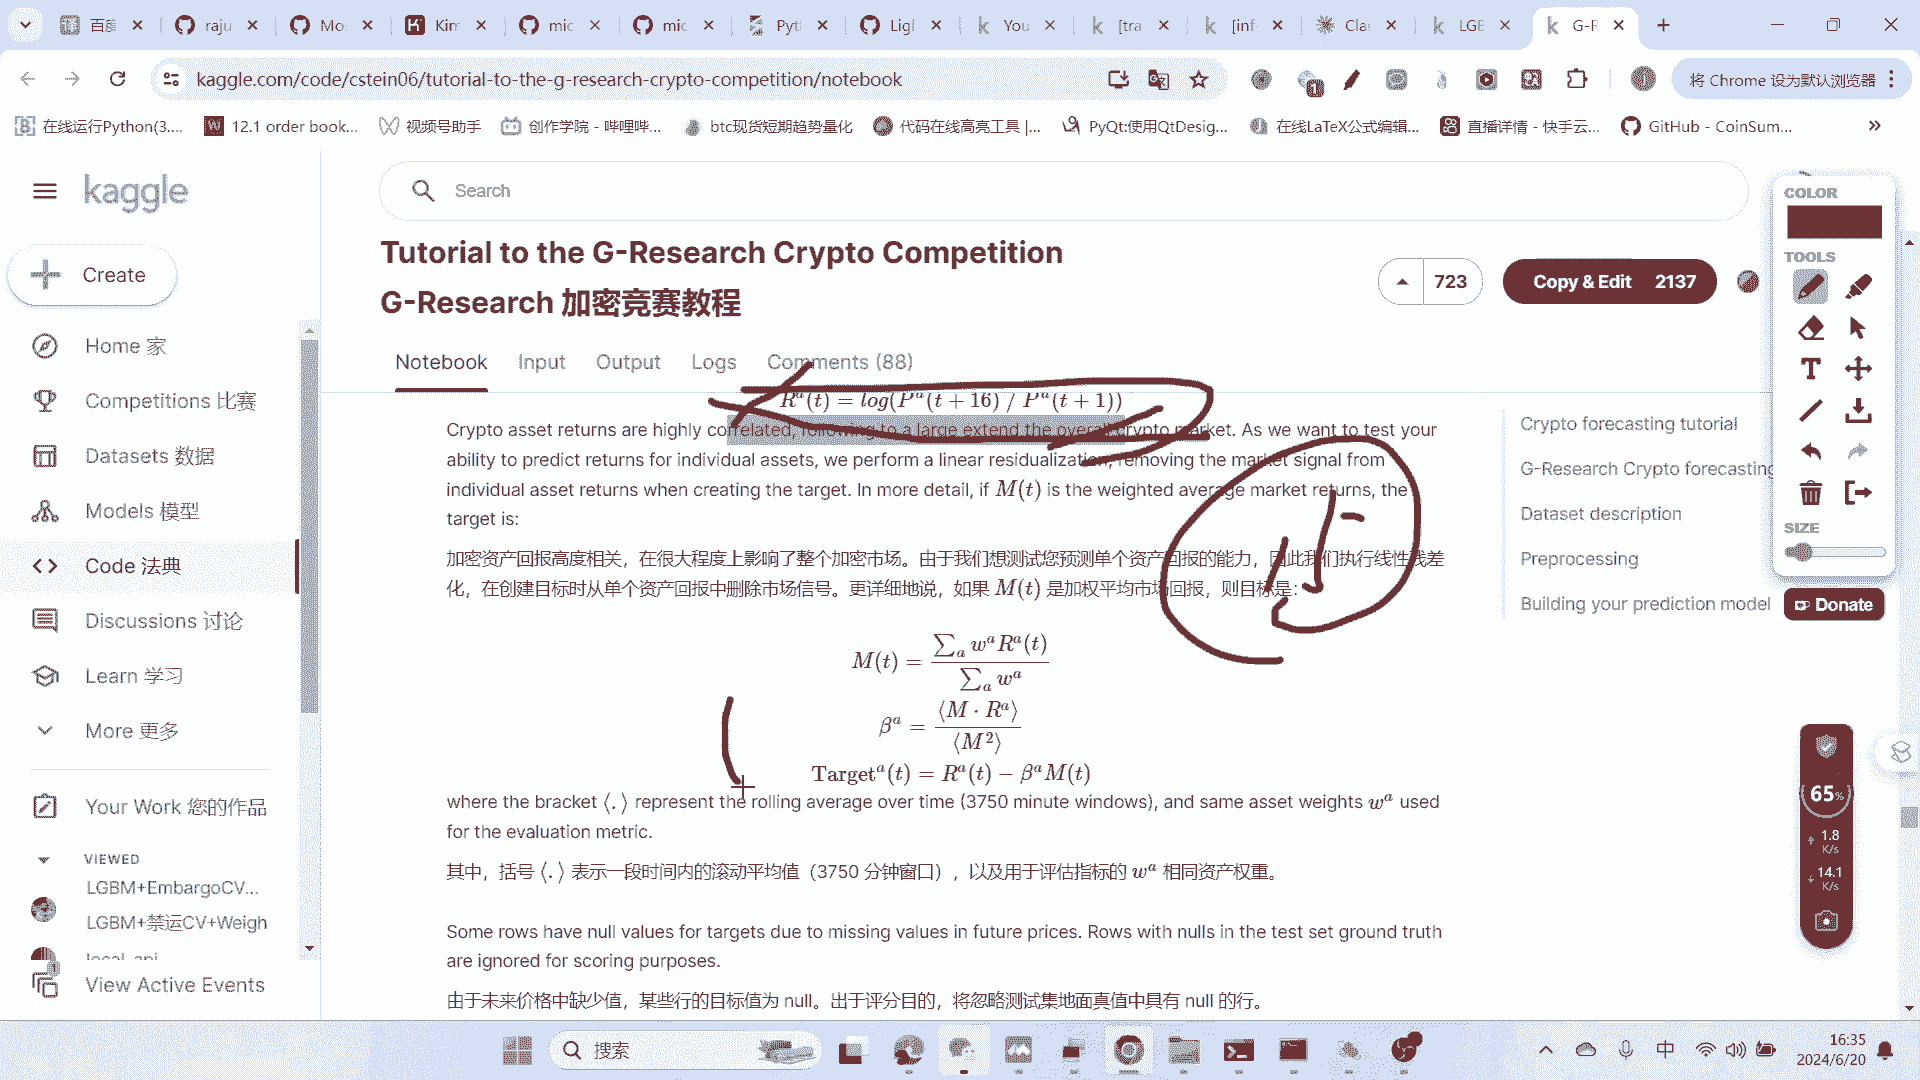 百度
raju
Mo
Kin
mic
mic
Pyt
Ligl
You
[tra
[inf
Cla
LGE
G-R
kaggle.com/code/cstein06/tutorial-to-the-g-research-crypto-competition/notebook
将 Chrome 设为默认浏览器
在线运行Python(3....
12.1 order book...
视频号助手
创作学院 - 哔哩哔...
btc现货短期趋势量化
代码在线高亮工具 |...
PyQt:使用QtDesig...
在线LaTeX公式编辑...
直播详情 - 快手云...
GitHub - CoinSum...
kaggle
Search
Create
Home 家
Competitions 比赛
Datasets 数据
Models 模型
Code 法典
Discussions 讨论
Learn 学习
More 更多
Your Work 您的作品
VIEWED
LGBM+EmbargoCV...
LGBM+禁运CV+Weigh
local_api
View Active Events
Tutorial to the G-Research Crypto Competition
G-Research 加密竞赛教程
723
Copy & Edit 2137
Notebook Input Output Logs Comments (88)
Rᵃ(t) = log(Pᵃ(t + 16) / Pᵃ(t + 1))
Crypto asset returns are highly correlated, following to a large extend the overall crypto market. As we want to test your
ability to predict returns for individual assets, we perform a linear residualization, removing the market signal from
individual asset returns when creating the target. In more detail, if M(t) is the weighted average market returns, the
target is:
加密资产回报高度相关，在很大程度上影响了整个加密市场。由于我们想测试您预测单个资产回报的能力，因此我们执行线性残差
化，在创建目标时从单个资产回报中删除市场信号。更详细地说，如果 M(t) 是加权平均市场回报，则目标是：
M(t) = ∑ₐ wᵃRᵃ(t) / ∑ₐ wᵃ
βᵃ = ⟨M · Rᵃ⟩ / ⟨M²⟩
Targetᵃ(t) = Rᵃ(t) − βᵃM(t)
where the bracket ⟨.⟩ represent the rolling average over time (3750 minute windows), and same asset weights wᵃ used
for the evaluation metric.
其中，括号 ⟨.⟩ 表示一段时间内的滚动平均值（3750 分钟窗口），以及用于评估指标的 wᵃ 相同资产权重。
Some rows have null values for targets due to missing values in future prices. Rows with nulls in the test set ground truth
are ignored for scoring purposes.
由于未来价格中缺少值，某些行的目标值为 null。出于评分目的，将忽略测试集地面真值中具有 null 的行。
Crypto forecasting tutorial
G-Research Crypto forecasting
Dataset description
Preprocessing
Building your prediction model
COLOR
TOOLS
T
SIZE
Donate
65%
1.8
K/s
14.1
K/s
搜索
中
16:35
2024/6/20